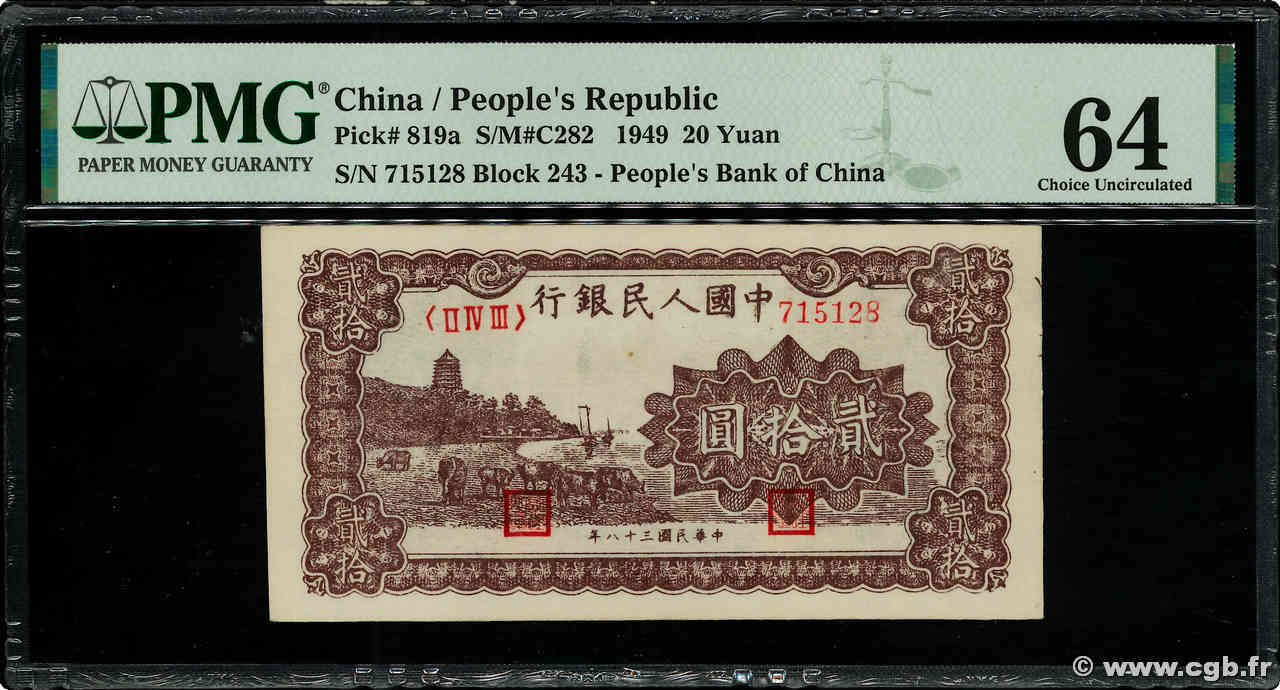 PMG® China / People's Republic
Pick# 819a S/M#C282 1949 20 Yuan
PAPER MONEY GUARANTY
S/N 715128 Block 243 - People's Bank of China
64
Choice Uncirculated
貳拾
貳拾
行銀民人國中
〈ⅡⅣⅢ〉
715128
圓拾貳
年八十三國民華中
貳拾
貳拾
© www.cgb.fr